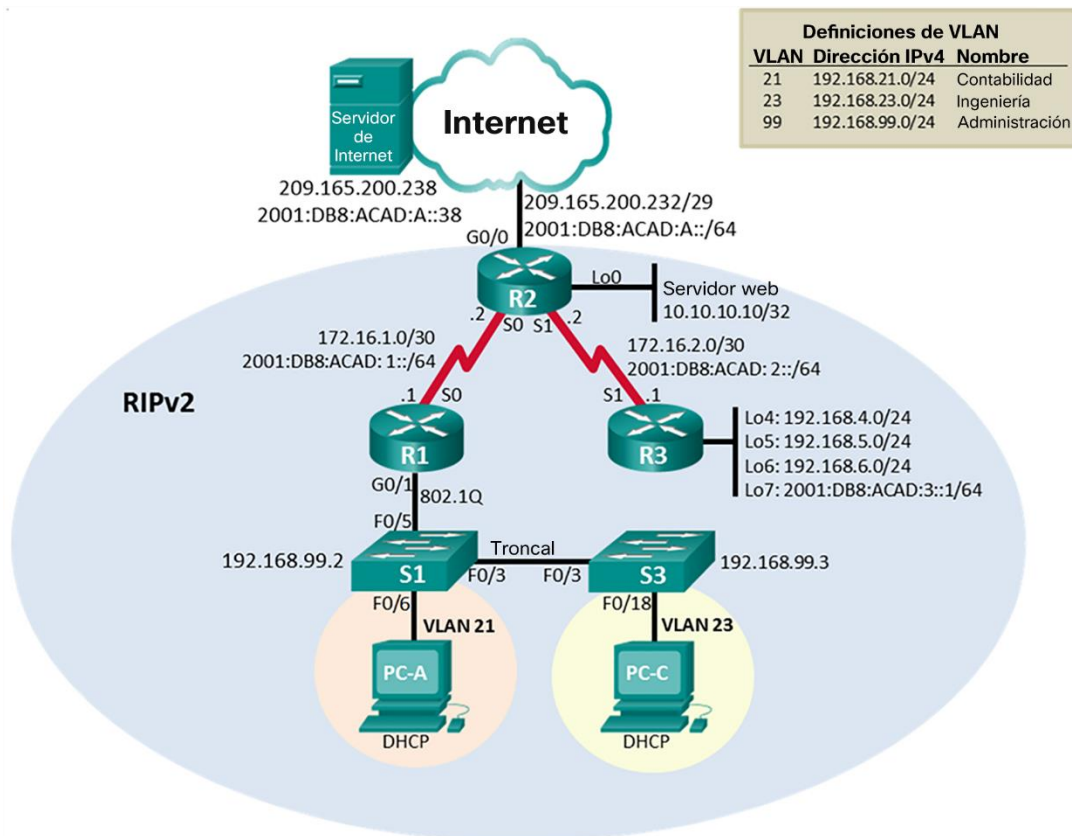 Definiciones de VLAN
VLAN Dirección IPv4 Nombre
21 192.168.21.0/24 Contabilidad
23 192.168.23.0/24 Ingeniería
99 192.168.99.0/24 Administración
Servidor
de
Internet
Internet
209.165.200.238
2001:DB8:ACAD:A::38
209.165.200.232/29
2001:DB8:ACAD:A::/64
G0/0
R2
Lo0
Servidor web
10.10.10.10/32
.2
S0
S1
.2
172.16.1.0/30
2001:DB8:ACAD: 1::/64
172.16.2.0/30
2001:DB8:ACAD: 2::/64
RIPv2
.1
S0
S1
.1
R1
R3
Lo4: 192.168.4.0/24
Lo5: 192.168.5.0/24
Lo6: 192.168.6.0/24
Lo7: 2001:DB8:ACAD:3::1/64
G0/1
802.1Q
F0/5
192.168.99.2
S1
Troncal
F0/3
F0/3
S3
192.168.99.3
F0/6
F0/18
VLAN 21
VLAN 23
PC-A
PC-C
DHCP
DHCP